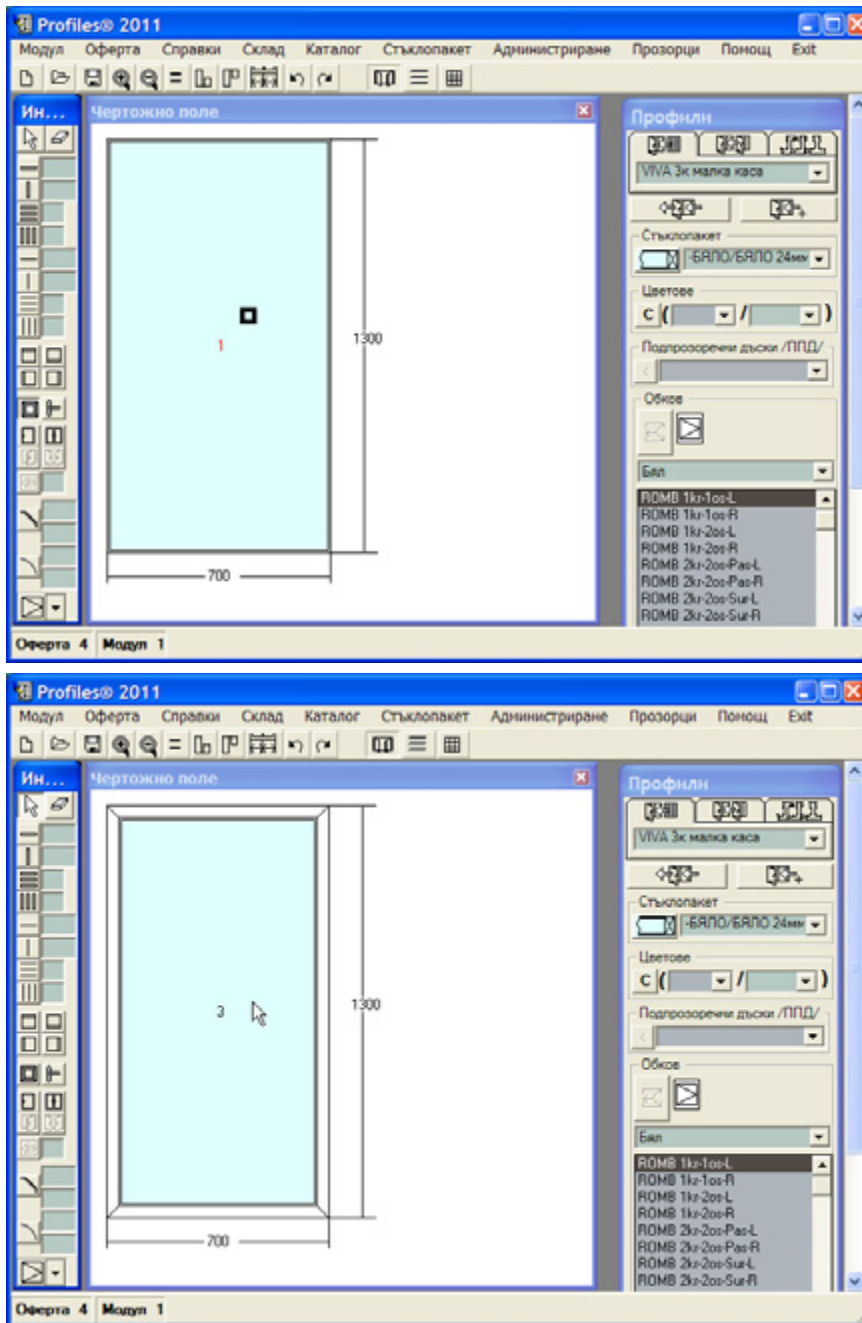 Profiles® 2011
Модул Оферта Справки Склад Каталог Стъклопакет Администриране Прозорци Помощ Exit
Ин...
Чертожно поле
Профили
VIVA 3к малка каса
Стъклопакет
-БЯЛО/БЯЛО 24мм
Цветове
C ( / )
Подпрозоречни дъски /ППД/
<
Обков
Бял
ROMB 1kr-1os-L
ROMB 1kr-1os-R
ROMB 1kr-2os-L
ROMB 1kr-2os-R
ROMB 2kr-2os-Pas-L
ROMB 2kr-2os-Pas-R
ROMB 2kr-2os-Sur-L
ROMB 2kr-2os-Sur-R
1
1300
700
Оферта 4 Модул 1
Profiles® 2011
Модул Оферта Справки Склад Каталог Стъклопакет Администриране Прозорци Помощ Exit
Ин...
Чертожно поле
Профили
VIVA 3к малка каса
Стъклопакет
-БЯЛО/БЯЛО 24мм
Цветове
C ( / )
Подпрозоречни дъски /ППД/
<
Обков
Бял
ROMB 1kr-1os-L
ROMB 1kr-1os-R
ROMB 1kr-2os-L
ROMB 1kr-2os-R
ROMB 2kr-2os-Pas-L
ROMB 2kr-2os-Pas-R
ROMB 2kr-2os-Sur-L
ROMB 2kr-2os-Sur-R
3
1300
700
Оферта 4 Модул 1